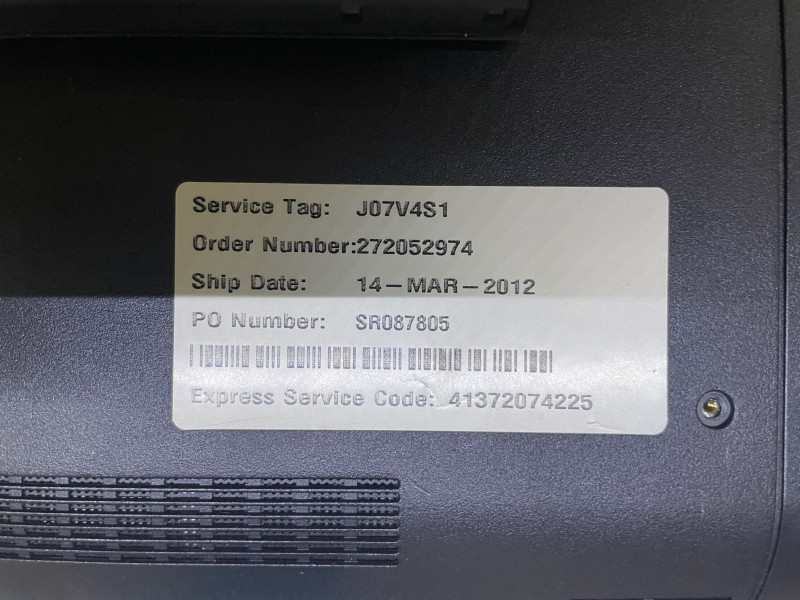 Service Tag: J07V4S1
Order Number:272052974
Ship Date: 14-MAR-2012
PO Number: SR087805
Express Service Code: 41372074225